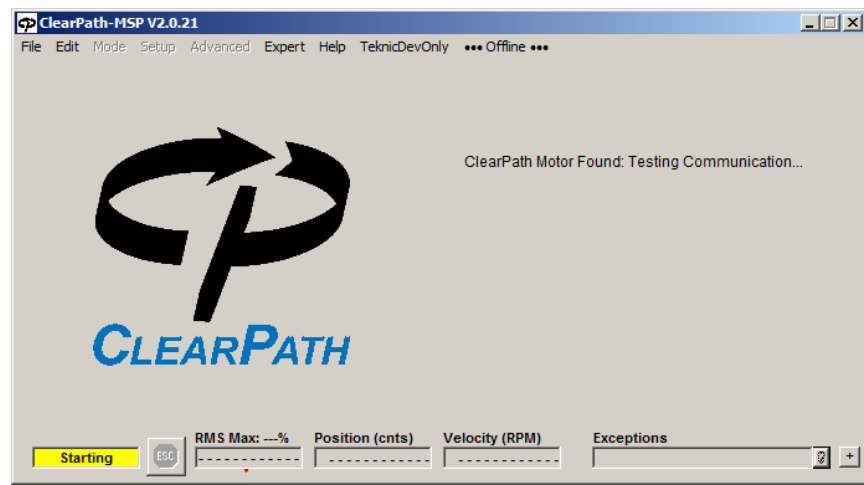 ClearPath-MSP V2.0.21
File Edit Mode Setup Advanced Expert Help TeknicDevOnly ••• Offline •••
ClearPath Motor Found: Testing Communication...
CLEARPATH
RMS Max: ---% Position (cnts) Velocity (RPM) Exceptions
Starting ESC ------------ ------------ ------------ ? +